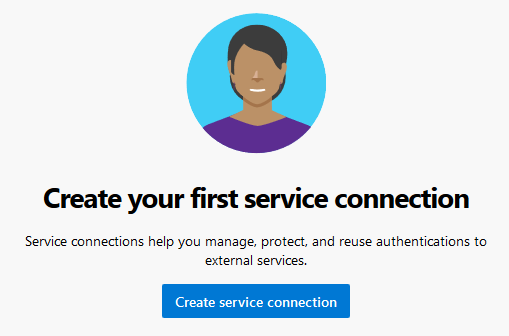 Create your first service connection
Service connections help you manage, protect, and reuse authentications to
external services.
Create service connection